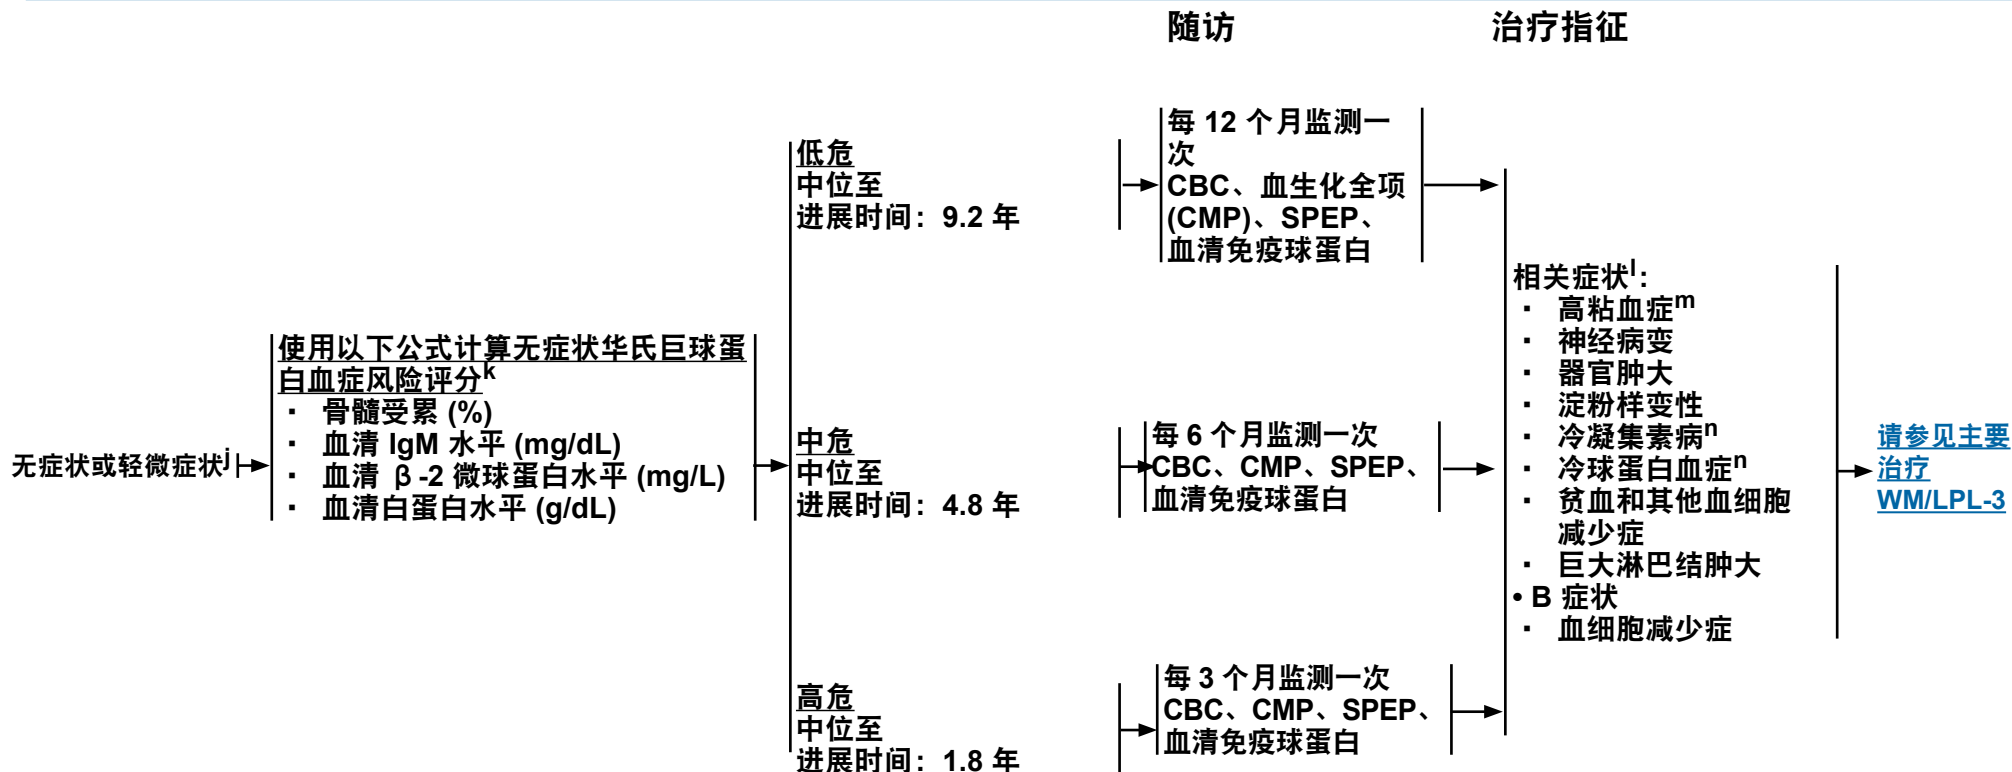 随访
治疗指征
无症状或轻微症状j
使用以下公式计算无症状华氏巨球蛋
白血症风险评分k
▪ 骨髓受累 (%)
▪ 血清 IgM 水平 (mg/dL)
▪ 血清 β-2 微球蛋白水平 (mg/L)
▪ 血清白蛋白水平 (g/dL)
低危
中位至
进展时间：9.2 年
每 12 个月监测一
次
CBC、血生化全项
(CMP)、SPEP、
血清免疫球蛋白
中危
中位至
进展时间：4.8 年
每 6 个月监测一次
CBC、CMP、SPEP、
血清免疫球蛋白
高危
中位至
进展时间：1.8 年
每 3 个月监测一次
CBC、CMP、SPEP、
血清免疫球蛋白
相关症状l：
▪ 高粘血症m
▪ 神经病变
▪ 器官肿大
▪ 淀粉样变性
▪ 冷凝集素病n
▪ 冷球蛋白血症n
▪ 贫血和其他血细胞
减少症
▪ 巨大淋巴结肿大
• B 症状
▪ 血细胞减少症
请参见主要
治疗
WM/LPL-3